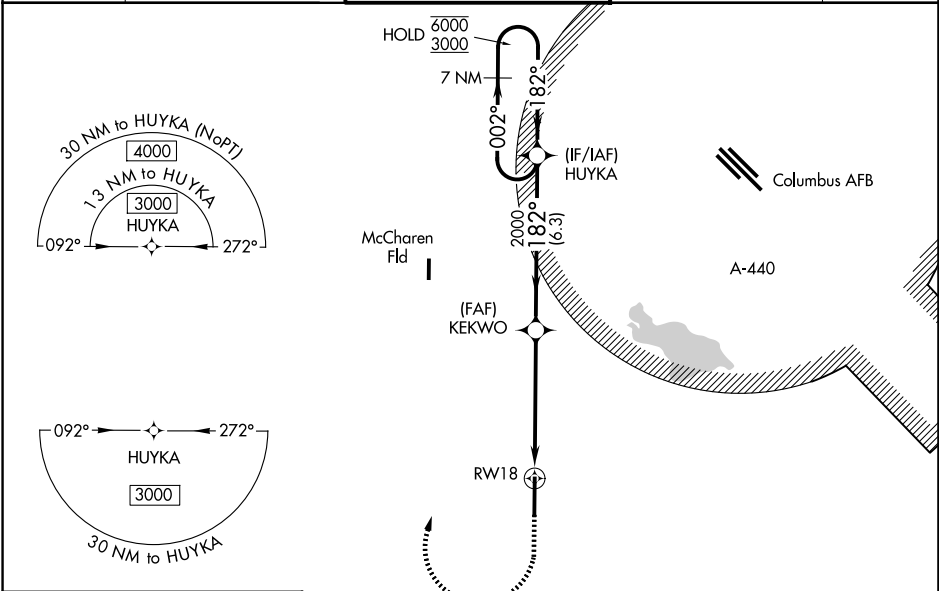 HOLD 6000
3000
7 NM
182°
002°
(IF/IAF)
HUYKA
2000
182°
(6.3)
Columbus AFB
A-440
McCharen
Fld
(FAF)
KEKWO
RW18
30 NM to HUYKA (NoPT)
4000
13 NM to HUYKA
3000
HUYKA
092°
272°
092°
272°
HUYKA
3000
30 NM to HUYKA